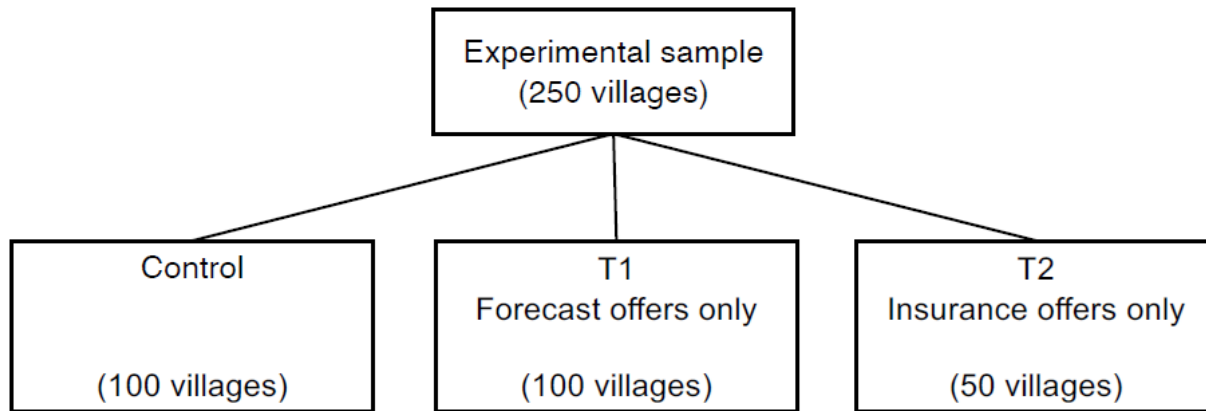 Experimental sample
(250 villages)
Control
(100 villages)
T1
Forecast offers only
(100 villages)
T2
Insurance offers only
(50 villages)